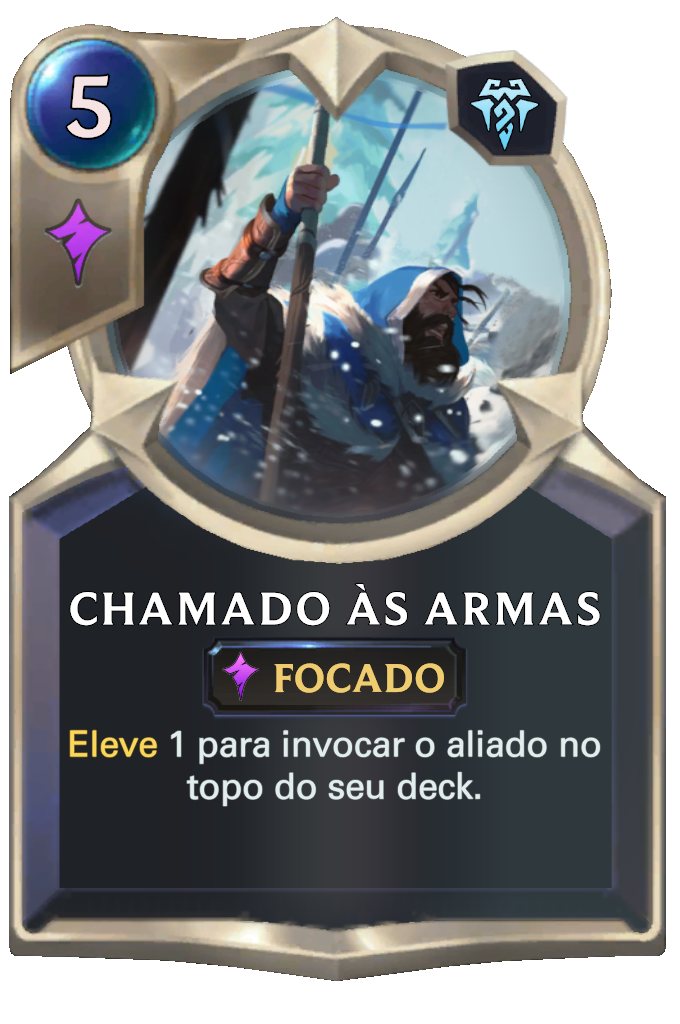 5
CHAMADO ÀS ARMAS
FOCADO
Eleve 1 para invocar o aliado no
topo do seu deck.